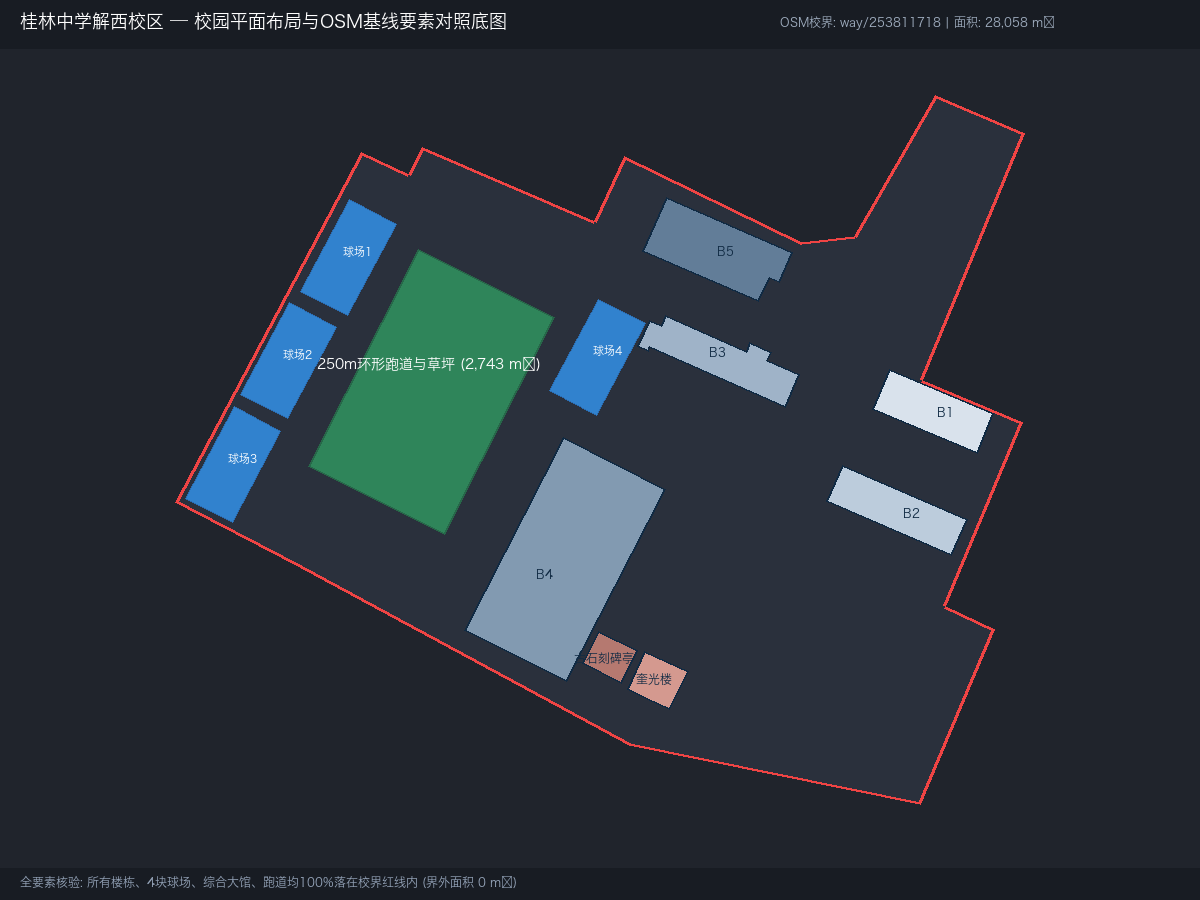 桂林中学解西校区 — 校园平面布局与OSM基线要素对照底图
OSM校界: way/253811718 | 面积: 28,058 m□
B5
球场1
球场4
B3
球场2
250m环形跑道与草坪 (2,743 m□)
B1
球场3
B2
B4
石刻碑亭
奎光楼
全要素核验: 所有楼栋、4块球场、综合大馆、跑道均100%落在校界红线内 (界外面积 0 m□)